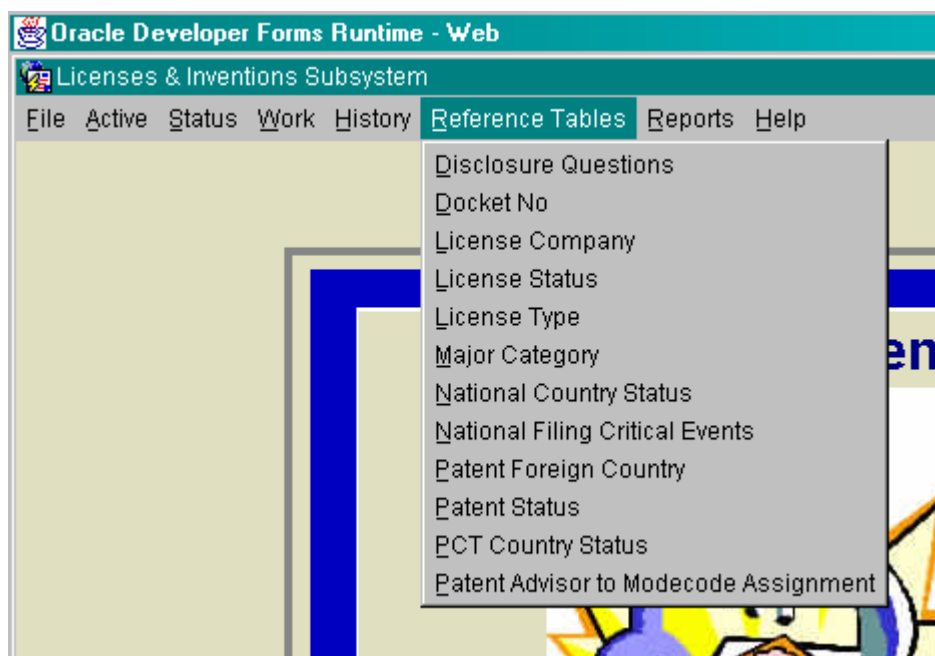 Oracle Developer Forms Runtime - Web
Licenses & Inventions Subsystem
File Active Status Work History Reference Tables Reports Help
Disclosure Questions
Docket No
License Company
License Status
License Type
Major Category
National Country Status
National Filing Critical Events
Patent Foreign Country
Patent Status
PCT Country Status
Patent Advisor to Modecode Assignment